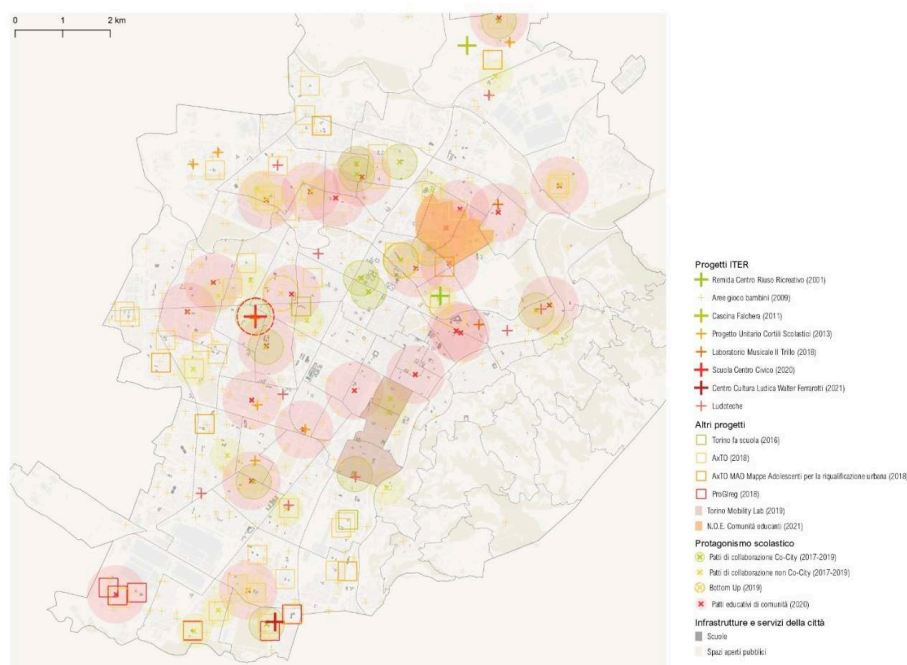 0 1 2 km
Progetti ITER
Remida Centro Riuso Ricreativo (2001)
Aree gioco bambini (2009)
Cascina Falchera (2011)
Progetto Unitario Cortili Scolastici (2013)
Laboratorio Musicale Il Trillo (2018)
Scuola Centro Civico (2020)
Centro Cultura Ludica Walter Ferrarotti (2021)
Ludoteche
Altri progetti
Torino fa scuola (2016)
AxTO (2018)
AxTO MAD Mappe Adolescenti per la riqualificazione urbana (2018)
ProGIreg (2018)
Torino Mobility Lab (2019)
N.O.E. Comunità educanti (2021)
Protagonismo scolastico
Patti di collaborazione Co-City (2017-2019)
Patti di collaborazione non Co-City (2017-2019)
Bottom Up (2019)
Patti educativi di comunità (2020)
Infrastrutture e servizi della città
Scuole
Spazi aperti pubblici